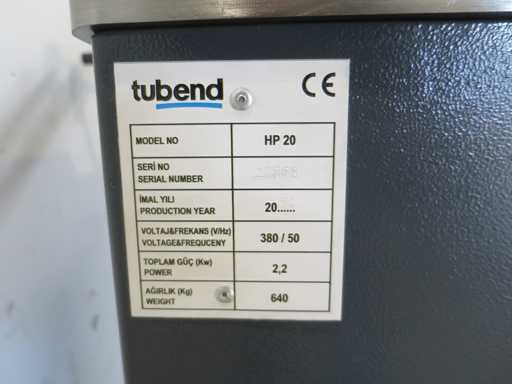 tubend CE
MODEL NO HP 20
SERİ NO
SERIAL NUMBER
İMAL YILI
PRODUCTION YEAR 20......
VOLTAJ&FREKANS (V/Hz)
VOLTAGE&FREQUCENY 380 / 50
TOPLAM GÜÇ (Kw)
POWER 2,2
AĞIRLIK (Kg)
WEIGHT 640